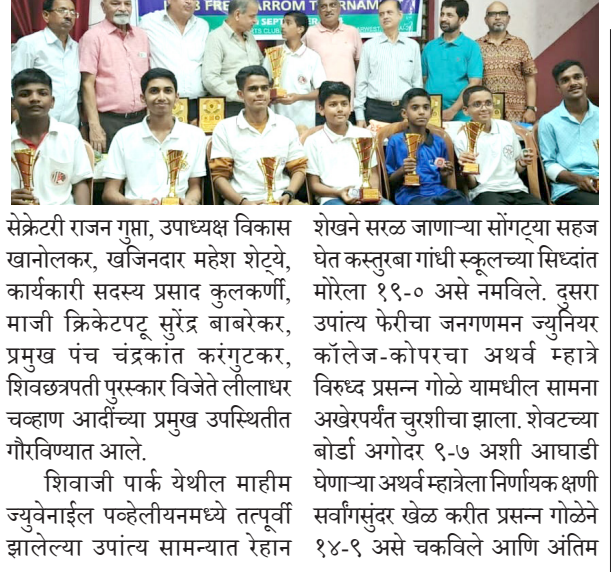 FREE CARROM TOURNAM
SEPT
सेक्रेटरी राजन गुप्ता, उपाध्यक्ष विकास
खानोलकर, खजिनदार महेश शेट्ये,
कार्यकारी सदस्य प्रसाद कुलकर्णी,
माजी क्रिकेटपटू सुरेंद्र बाबरेकर,
प्रमुख पंच चंद्रकांत करंगुटकर,
शिवछत्रपती पुरस्कार विजेते लीलाधर
चव्हाण आदींच्या प्रमुख उपस्थितीत
गौरविण्यात आले.
शिवाजी पार्क येथील माहीम
ज्युवेनाईल पव्हेलीयनमध्ये तत्पूर्वी
झालेल्या उपांत्य सामन्यात रेहान
शेखने सरळ जाणाऱ्या सोंगट्या सहज
घेत कस्तुरबा गांधी स्कूलच्या सिध्दांत
मोरेला १९-० असे नमविले. दुसरा
उपांत्य फेरीचा जनगणमन ज्युनियर
कॉलेज-कोपरचा अथर्व म्हात्रे
विरुध्द प्रसन्न गोळे यामधील सामना
अखेरपर्यंत चुरशीचा झाला. शेवटच्या
बोर्डा अगोदर ९-७ अशी आघाडी
घेणाऱ्या अथर्व म्हात्रेला निर्णायक क्षणी
सर्वांगसुंदर खेळ करीत प्रसन्न गोळेने
१४-९ असे चकविले आणि अंतिम